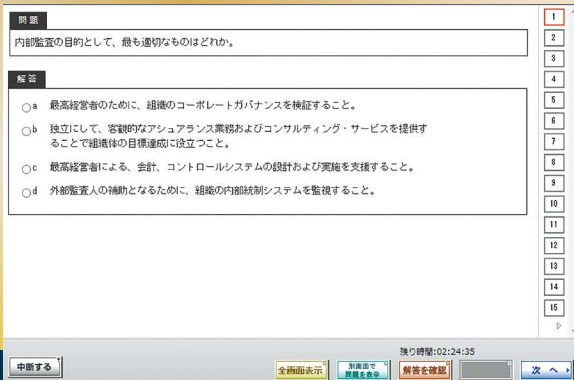 問題
内部監査の目的として、最も適切なものはどれか。
解答
a 最高経営者のために、組織のコーポレートガバナンスを検証すること。
b 独立にして、客観的なアシュアランス業務およびコンサルティング・サービスを提供す
ることで組織体の目標達成に役立つこと。
c 最高経営者による、会計、コントロールシステムの設計および実施を支援すること。
d 外部監査人の補助となるために、組織の内部統制システムを監視すること。
1
2
3
4
5
6
7
8
9
10
11
12
13
14
15
残り時間:02:24:35
中断する
全画面表示
別画面で
問題を表示
解答を確認
次 へ